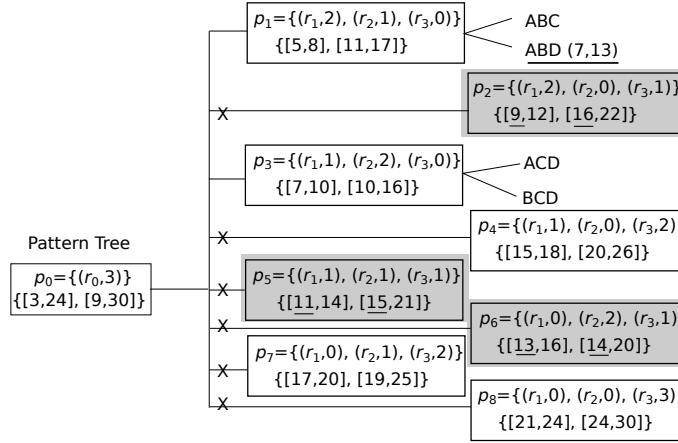 p1={(r1,2), (r2,1), (r3,0)}
{[5,8], [11,17]}
ABC
ABD (7,13)
X
p2={(r1,2), (r2,0), (r3,1)}
{[9,12], [16,22]}
p3={(r1,1), (r2,2), (r3,0)}
{[7,10], [10,16]}
ACD
BCD
X
p4={(r1,1), (r2,0), (r3,2)
{[15,18], [20,26]}
Pattern Tree
p0={(r0,3)}
{[3,24], [9,30]}
X
p5={(r1,1), (r2,1), (r3,1)}
{[11,14], [15,21]}
X
p6={(r1,0), (r2,2), (r3,1)}
{[13,16], [14,20]}
X
p7={(r1,0), (r2,1), (r3,2)}
{[17,20], [19,25]}
X
p8={(r1,0), (r2,0), (r3,3)
{[21,24], [24,30]}